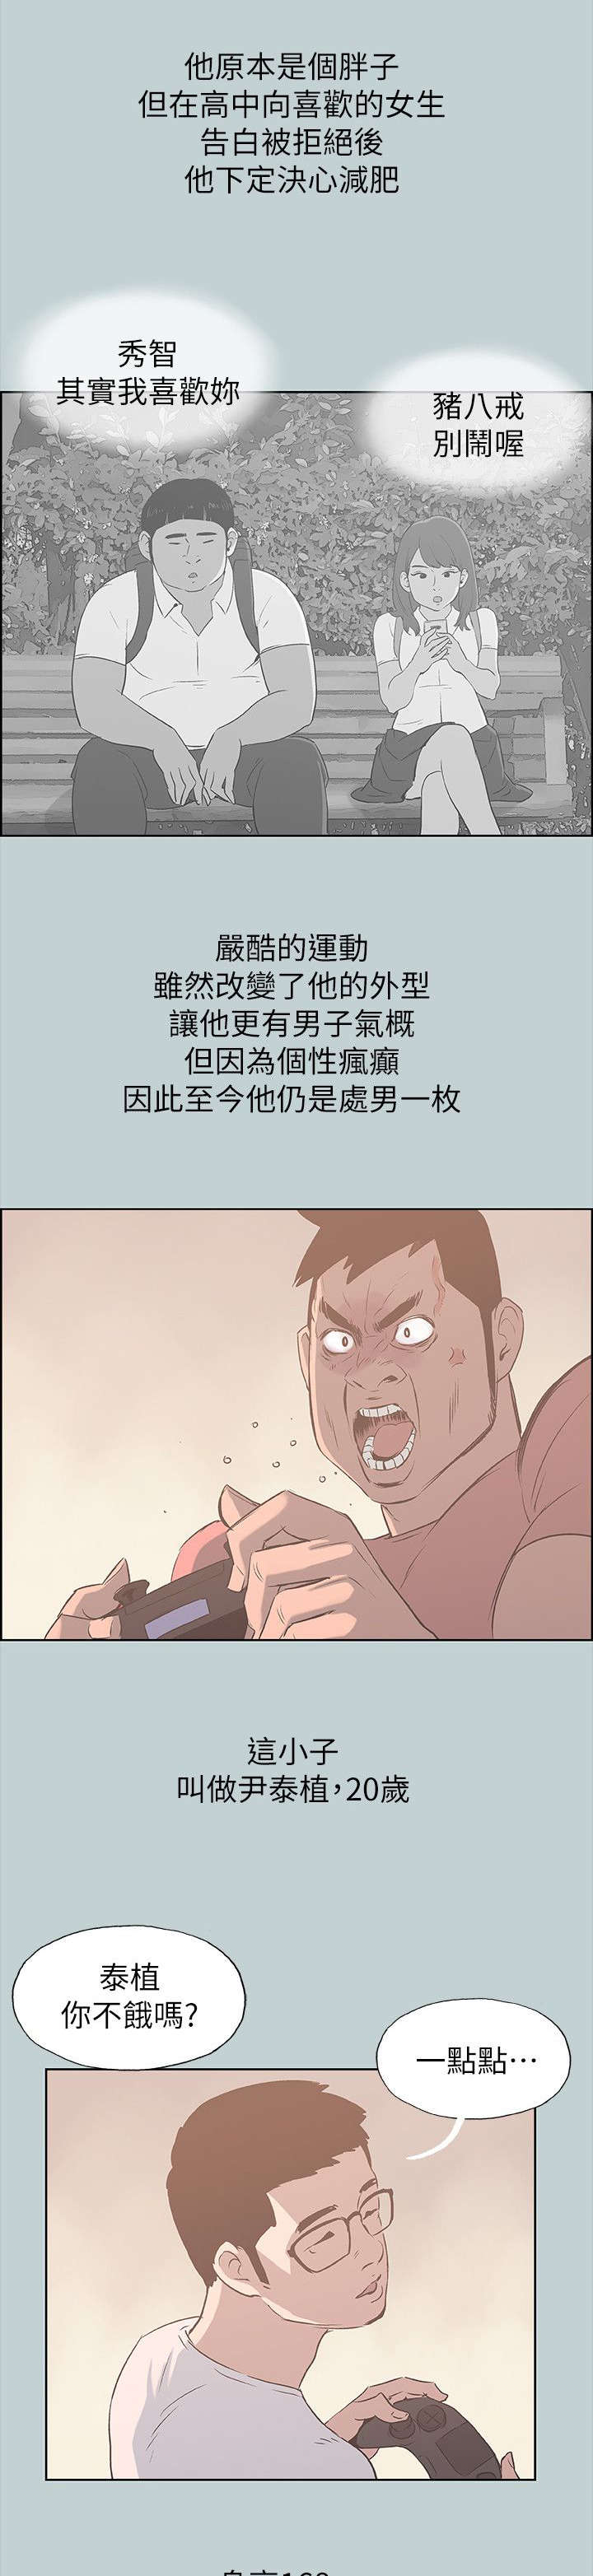 他原本是個胖子
但在高中向喜歡的女生
告白被拒絕後
他下定決心減肥
秀智
其實我喜歡妳
豬八戒
別鬧喔
嚴酷的運動
雖然改變了他的外型
讓他更有男子氣概
但因為個性瘋癲
因此至今他仍是處男一枚
這小子
叫做尹泰植，20歲
泰植
你不餓嗎?
一點點…